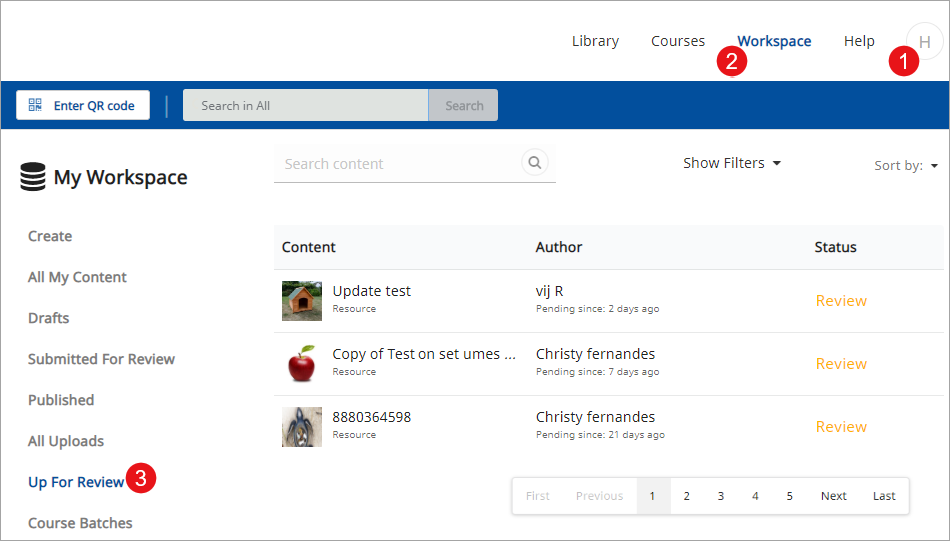 Library Courses Workspace Help H
2 1
Enter QR code Search in All Search
My Workspace Search content Show Filters Sort by:
Create
All My Content
Drafts
Submitted For Review
Published
All Uploads
Up For Review 3
Course Batches
Content Author Status
Update test vij R Review
Resource Pending since: 2 days ago
Copy of Test on set umes ... Christy fernandes Review
Resource Pending since: 7 days ago
8880364598 Christy fernandes Review
Resource Pending since: 21 days ago
First Previous 1 2 3 4 5 Next Last